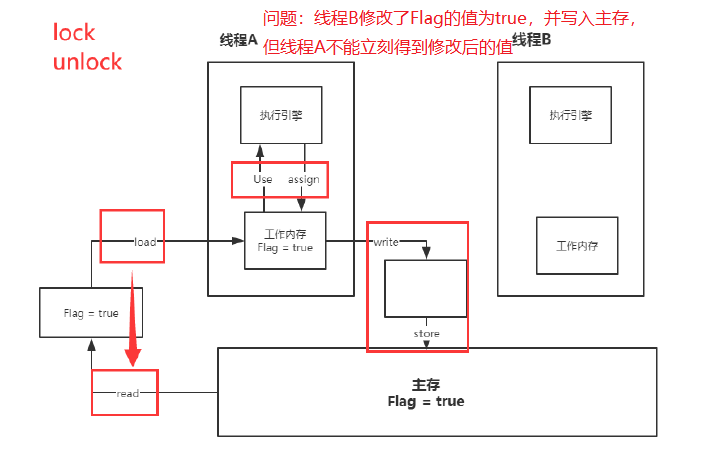 lock
unlock
问题：线程B修改了Flag的值为true，并写入主存，
但线程A不能立刻得到修改后的值
线程A
线程B
执行引擎
执行引擎
Use
assign
工作内存
Flag = true
工作内存
load
write
Flag = true
store
read
主存
Flag = true